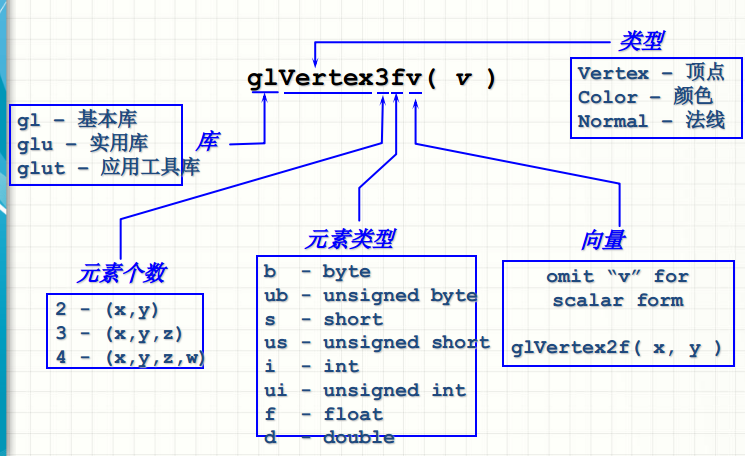 类型
glVertex3fv( v )
Vertex – 顶点
Color – 颜色
Normal – 法线
gl – 基本库
glu – 实用库
glut – 应用工具库
库
元素个数
2 – (x,y)
3 – (x,y,z)
4 – (x,y,z,w)
元素类型
b – byte
ub – unsigned byte
s – short
us – unsigned short
i – int
ui – unsigned int
f – float
d – double
向量
omit “v” for
scalar form
glVertex2f( x, y )